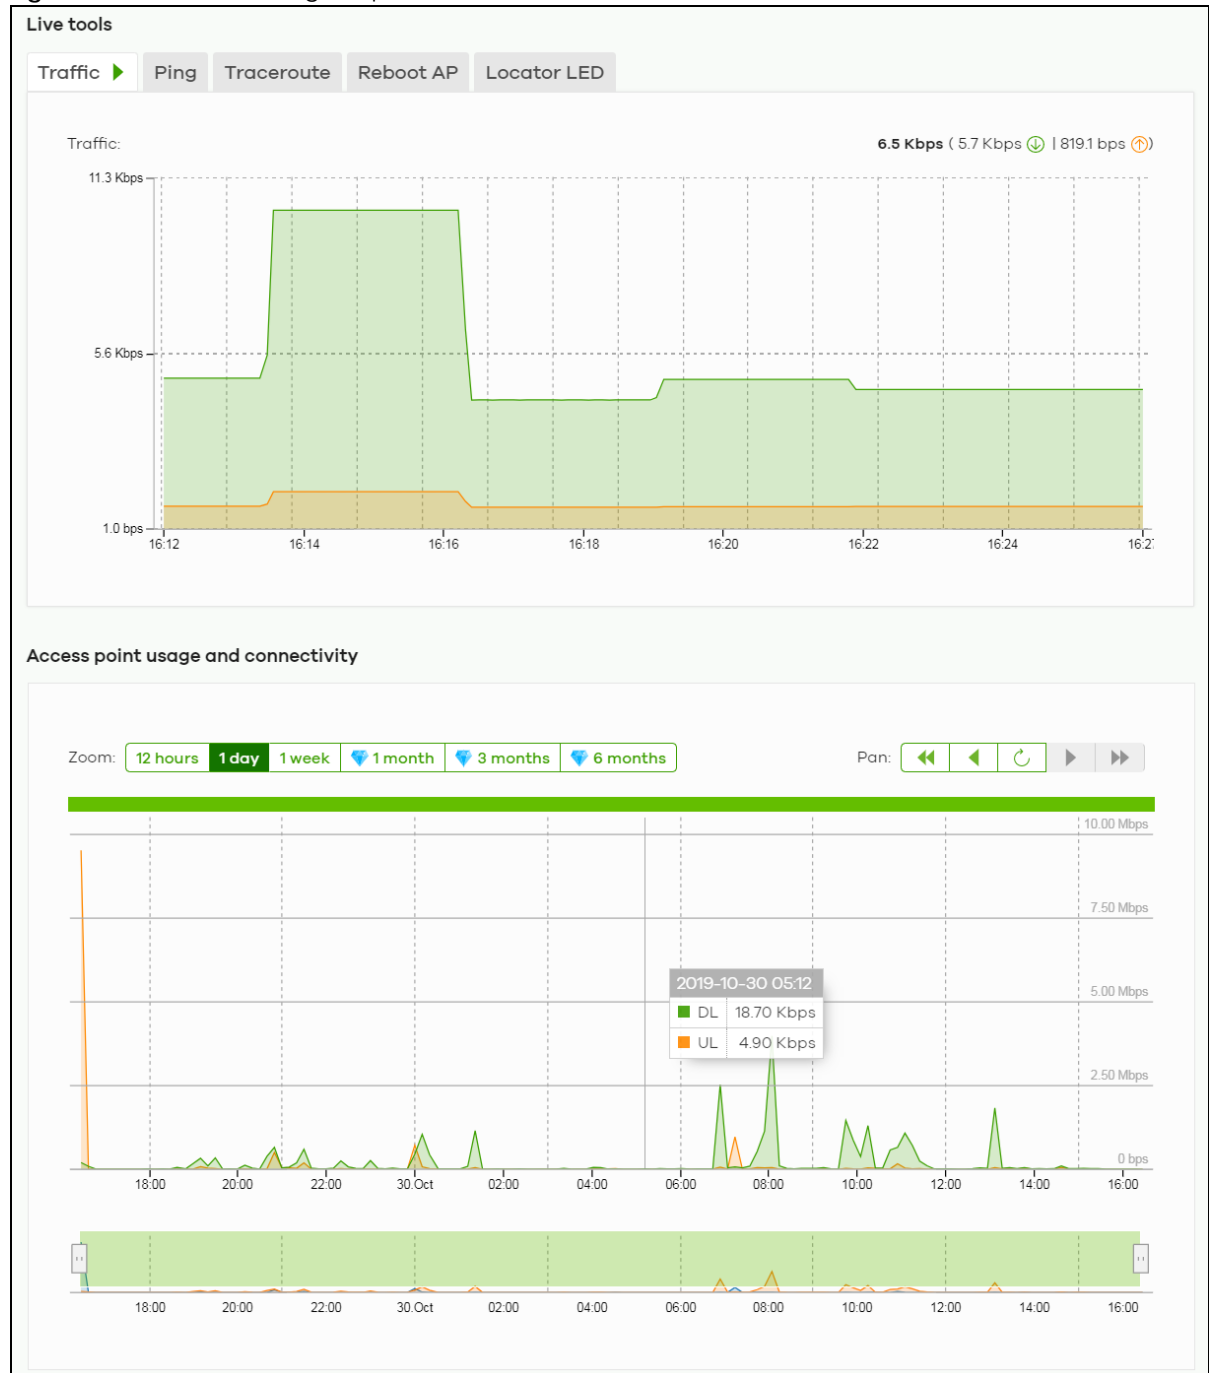 Live tools
Traffic Ping Traceroute Reboot AP Locator LED
Traffic: 6.5 Kbps ( 5.7 Kbps | 819.1 bps )
11.3 Kbps
5.6 Kbps
1.0 bps
16:12 16:14 16:16 16:18 16:20 16:22 16:24 16:2
Access point usage and connectivity
Zoom: 12 hours 1 day 1 week 1 month 3 months 6 months Pan:
10.00 Mbps
7.50 Mbps
2019-10-30 05:12
5.00 Mbps
DL 18.70 Kbps
UL 4.90 Kbps
2.50 Mbps
0 bps
18:00 20:00 22:00 30.Oct 02:00 04:00 06:00 08:00 10:00 12:00 14:00 16:00
18:00 20:00 22:00 30.Oct 02:00 04:00 06:00 08:00 10:00 12:00 14:00 16:00